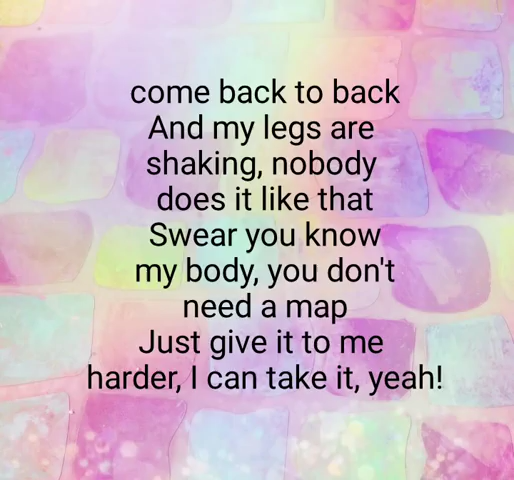 come back to back
And my legs are
shaking, nobody
does it like that
Swear you know
my body, you don't
need a map
Just give it to me
harder, I can take it, yeah!